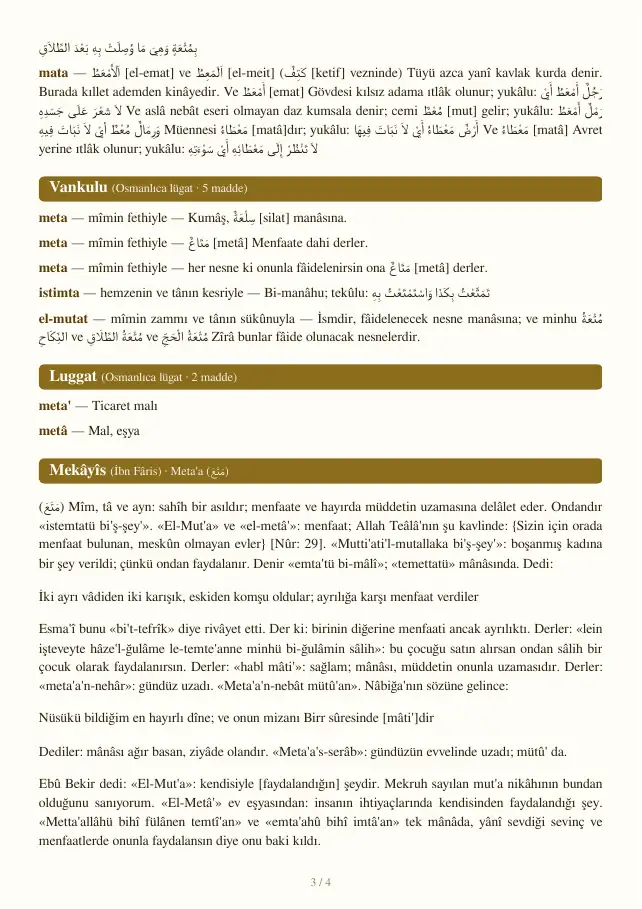 بِمُتْعَةٍ وَهِيَ مَا وُصِلَتْ بِهِ بَعْدَ الطَّلاَقِ
mata — اَلْأَمْعَطُ [el-emat] ve اَلْمَعِطُ [el-meit] (كَتِفٌ [ketif] vezninde) Tüyü azca yanî kavlak kurda denir.
Burada kıllet ademden kinâyedir. Ve أَمْعَطُ [emat] Gövdesi kılsız adama ıtlâk olunur; yukâlu: رَجُلٌ أَمْعَطُ أَيْ
لاَ شَعْرَ عَلَى جَسَدِهِ Ve aslâ nebât eseri olmayan daz kumsala denir; cemi مُعْطٌ [mut] gelir; yukâlu: رَمْلٌ أَمْعَطُ
وَرِمَالٌ مُعْطٌ أَيْ لاَ نَبَاتَ فِيهِ Müennesi مَعْطَاءُ [matâ]dır; yukâlu: أَرْضٌ مَعْطَاءُ أَيْ لاَ نَبَاتَ فِيهَا Ve مَعْطَاءُ [matâ] Avret
yerine ıtlâk olunur; yukâlu: لاَ تَنْظُرْ إِلَى مَعْطَائِهِ أَيْ سَوْءَتِهِ
Vankulu (Osmanlıca lügat · 5 madde)
meta — mîmin fethiyle — Kumâş, سِلْعَةٌ [silat] manâsına.
meta — mîmin fethiyle — مَتَاعٌ [metâ] Menfaate dahi derler.
meta — mîmin fethiyle — her nesne ki onunla fâidelenirsin ona مَتَاعٌ [metâ] derler.
istimta — hemzenin ve tânın kesriyle — Bi-manâhu; tekûlu: تَمَتَّعْتُ بِكَذَا وَاسْتَمْتَعْتُ بِهِ
el-mutat — mîmin zammı ve tânın sükûnuyla — İsmdir, fâidelenecek nesne manâsına; ve minhu مُتْعَةُ
النِّكَاحِ ve مُتْعَةُ الطَّلَاقِ ve مُتْعَةُ الْحَجِّ Zîrâ bunlar fâide olunacak nesnelerdir.
Luggat (Osmanlıca lügat · 2 madde)
meta' — Ticaret malı
metâ — Mal, eşya
Mekâyîs (İbn Fâris) · Meta'a (مَتَعَ)
(مَتَعَ) Mîm, tâ ve ayn: sahîh bir asıldır; menfaate ve hayırda müddetin uzamasına delâlet eder. Ondandır
«istemtatü bi'ş-şey'». «El-Mut'a» ve «el-metâ'»: menfaat; Allah Teâlâ'nın şu kavlinde: {Sizin için orada
menfaat bulunan, meskûn olmayan evler} [Nûr: 29]. «Mutti'ati'l-mutallaka bi'ş-şey'»: boşanmış kadına
bir şey verildi; çünkü ondan faydalanır. Denir «emta'tü bi-mâlî»; «temettatü» mânâsında. Dedi:
İki ayrı vâdiden iki karışık, eskiden komşu oldular; ayrılığa karşı menfaat verdiler
Esma'î bunu «bi't-tefrîk» diye rivâyet etti. Der ki: birinin diğerine menfaati ancak ayrılıktı. Derler: «lein
işteveyte hâze'l-ğulâme le-temte'anne minhü bi-ğulâmin sâlih»: bu çocuğu satın alırsan ondan sâlih bir
çocuk olarak faydalanırsın. Derler: «habl mâti'»: sağlam; mânâsı, müddetin onunla uzamasıdır. Derler:
«meta'a'n-nehâr»: gündüz uzadı. «Meta'a'n-nebât mütû'an». Nâbiğa'nın sözüne gelince:
Nüsükü bildiğim en hayırlı dîne; ve onun mizanı Birr sûresinde [mâti']dir
Dediler: mânâsı ağır basan, ziyâde olandır. «Meta'a's-serâb»: gündüzün evvelinde uzadı; mütû' da.
Ebû Bekir dedi: «El-Mut'a»: kendisiyle [faydalandığın] şeydir. Mekruh sayılan mut'a nikâhının bundan
olduğunu sanıyorum. «El-Metâ'» ev eşyasından: insanın ihtiyaçlarında kendisinden faydalandığı şey.
«Metta'allâhü bihî fülânen temtî'an» ve «emta'ahû bihî imtâ'an» tek mânâda, yânî sevdiği sevinç ve
menfaatlerde onunla faydalansın diye onu baki kıldı.
3 / 4